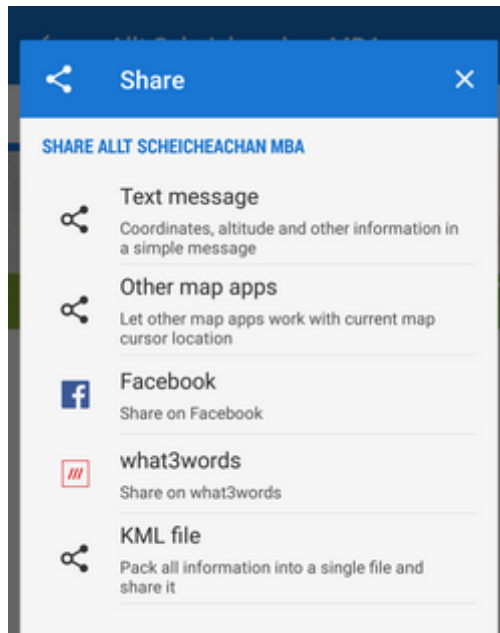 Share
SHARE ALLT SCHEICHEACHAN MBA
Text message
Coordinates, altitude and other information in
a simple message
Other map apps
Let other map apps work with current map
cursor location
Facebook
Share on Facebook
what3words
Share on what3words
KML file
Pack all information into a single file and
share it